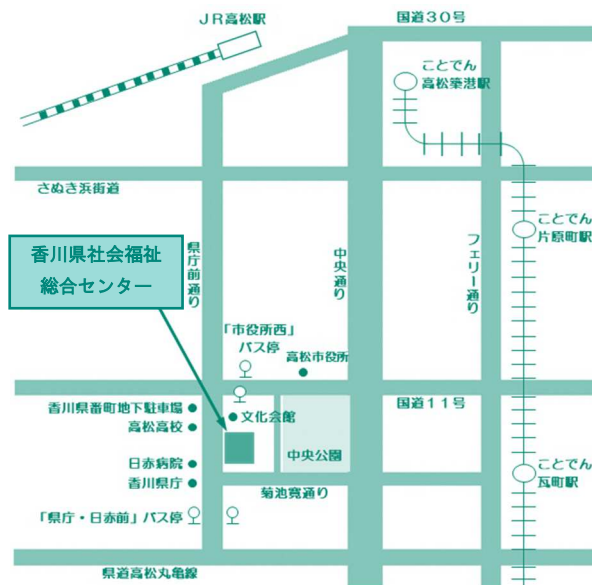 JR高松駅
国道30号
ことでん
高松築港駅
さぬき浜街道
ことでん
片原町駅
香川県社会福祉
総合センター
県庁前通り
中央通り
フェリー通り
「市役所西」
バス停
高松市役所
香川県番町地下駐車場
文化会館
国道11号
高松高校
中央公園
日赤病院
香川県庁
菊池寛通り
ことでん
瓦町駅
「県庁・日赤前」バス停
県道高松丸亀線